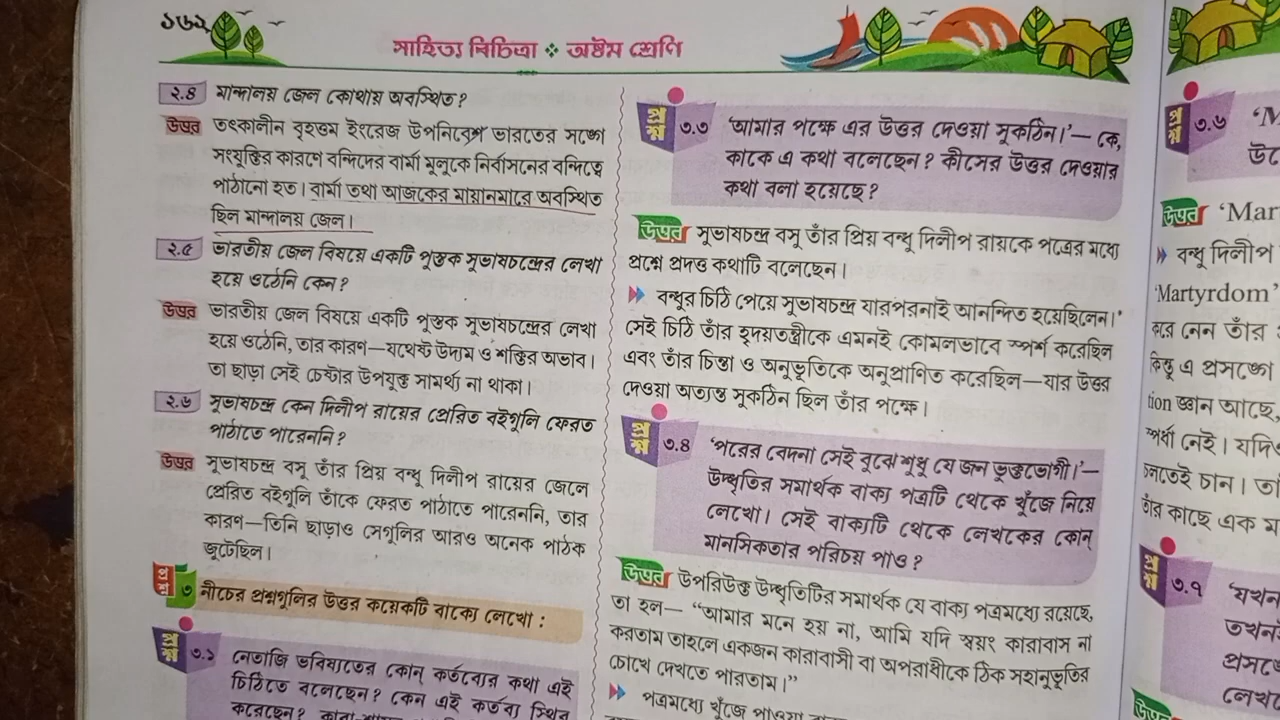 ১৬২
সাহিত্য বিচিত্রা ❖ অষ্টম শ্রেণি
২.৪ মান্দালয় জেল কোথায় অবস্থিত?
উত্তর তৎকালীন বৃহত্তম ইংরেজ উপনিবেশ ভারতের সঙ্গে
সংযুক্তির কারণে বন্দিদের বার্মা মুলুকে নির্বাসনের বন্দিত্বে
পাঠানো হত। বার্মা তথা আজকের মায়ানমারে অবস্থিত
ছিল মান্দালয় জেল।
২.৫ ভারতীয় জেল বিষয়ে একটি পুস্তক সুভাষচন্দ্রের লেখা
হয়ে ওঠেনি কেন?
উত্তর ভারতীয় জেল বিষয়ে একটি পুস্তক সুভাষচন্দ্রের লেখা
হয়ে ওঠেনি, তার কারণ—যথেষ্ট উদ্যম ও শক্তির অভাব।
তা ছাড়া সেই চেষ্টার উপযুক্ত সামর্থ্য না থাকা।
২.৬ সুভাষচন্দ্র কেন দিলীপ রায়ের প্রেরিত বইগুলি ফেরত
পাঠাতে পারেননি?
উত্তর সুভাষচন্দ্র বসু তাঁর প্রিয় বন্ধু দিলীপ রায়ের জেলে
প্রেরিত বইগুলি তাঁকে ফেরত পাঠাতে পারেননি, তার
কারণ—তিনি ছাড়াও সেগুলির আরও অনেক পাঠক
জুটেছিল।
৩ নীচের প্রশ্নগুলির উত্তর কয়েকটি বাক্যে লেখো :
প্রশ্ন ৩.১ নেতাজি ভবিষ্যতের কোন্ কর্তব্যের কথা এই
চিঠিতে বলেছেন? কেন এই কর্তব্য স্থির
করেছেন?
প্রশ্ন ৩.৩ 'আমার পক্ষে এর উত্তর দেওয়া সুকঠিন।'— কে,
কাকে এ কথা বলেছেন? কীসের উত্তর দেওয়ার
কথা বলা হয়েছে?
উত্তর সুভাষচন্দ্র বসু তাঁর প্রিয় বন্ধু দিলীপ রায়কে পত্রের মধ্যে
প্রশ্নে প্রদত্ত কথাটি বলেছেন।
বন্ধুর চিঠি পেয়ে সুভাষচন্দ্র যারপরনাই আনন্দিত হয়েছিলেন।
সেই চিঠি তাঁর হৃদয়তন্ত্রীকে এমনই কোমলভাবে স্পর্শ করেছিল
এবং তাঁর চিন্তা ও অনুভূতিকে অনুপ্রাণিত করেছিল—যার উত্তর
দেওয়া অত্যন্ত সুকঠিন ছিল তাঁর পক্ষে।
প্রশ্ন ৩.৪ 'পরের বেদনা সেই বুঝে শুধু যে জন ভুক্তভোগী।'—
উদ্ধৃতির সমার্থক বাক্য পত্রটি থেকে খুঁজে নিয়ে
লেখো। সেই বাক্যটি থেকে লেখকের কোন্
মানসিকতার পরিচয় পাও?
উত্তর উপরিউক্ত উদ্ধৃতিটির সমার্থক যে বাক্য পত্রমধ্যে রয়েছে,
তা হল— "আমার মনে হয় না, আমি যদি স্বয়ং কারাবাস না
করতাম তাহলে একজন কারাবাসী বা অপরাধীকে ঠিক সহানুভূতির
চোখে দেখতে পারতাম।"
পত্রমধ্যে খুঁজে পাওয়া
প্রশ্ন ৩.৬ 'M
উত্তর 'Mar
বন্ধু দিলীপ
'Martyrdom'
করে নেন তাঁর
কিন্তু এ প্রসঙ্গে
tion জ্ঞান আছে,
স্পর্ধা নেই। যদি
চলতেই চান। তা
তাঁর কাছে এক ম
প্রশ্ন ৩.৭ 'যখন
তখন
প্রসঙ্গে
লেখ